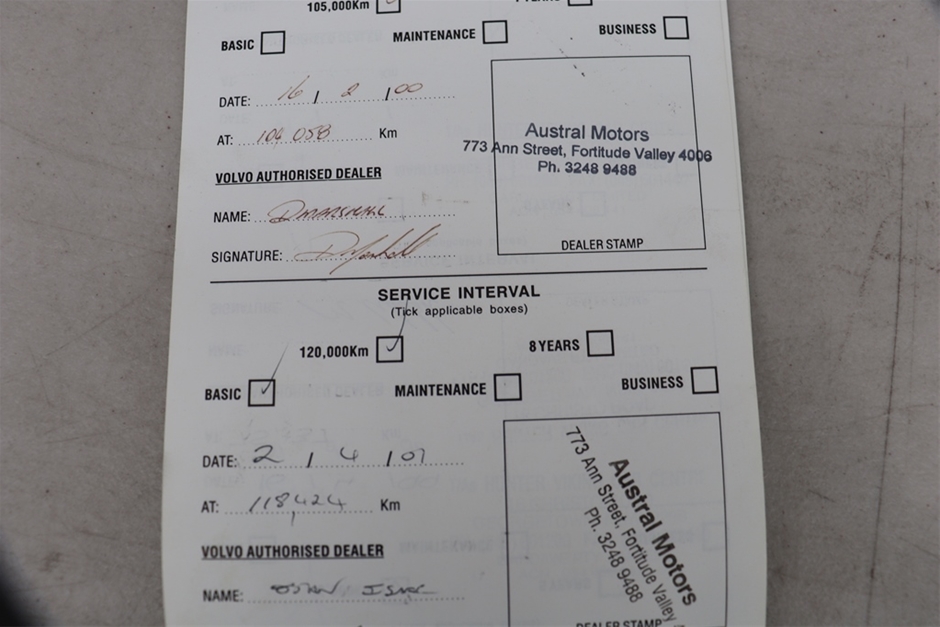 105,000Km
BASIC MAINTENANCE BUSINESS
DATE: 16 / 2 / 00
AT: 104 058 Km
VOLVO AUTHORISED DEALER
NAME:
SIGNATURE:
Austral Motors
773 Ann Street, Fortitude Valley 4006
Ph. 3248 9488
DEALER STAMP
SERVICE INTERVAL
(Tick applicable boxes)
120,000Km 8 YEARS
BASIC MAINTENANCE BUSINESS
DATE: 2 / 4 / 01
AT: 118,424 Km
VOLVO AUTHORISED DEALER
NAME:
Austral Motors
773 Ann Street, Fortitude Valley
Ph. 3248 9488
DEALER STAMP